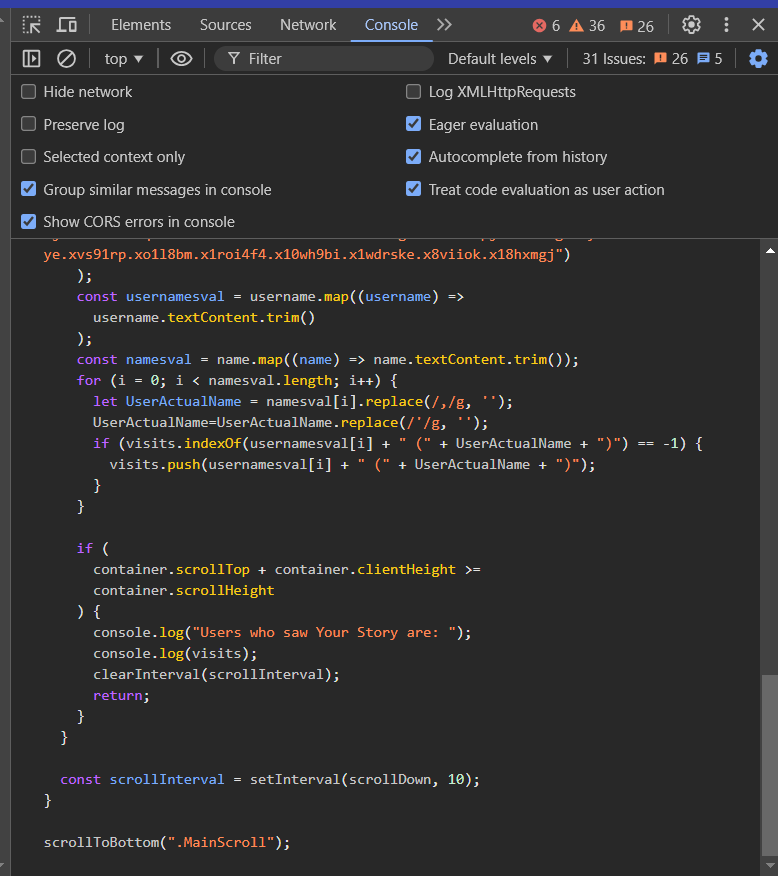 Elements Sources Network Console 6 36 26
top Filter Default levels 31 Issues: 26 5
Hide network Log XMLHttpRequests
Preserve log Eager evaluation
Selected context only Autocomplete from history
Group similar messages in console Treat code evaluation as user action
Show CORS errors in console
ye.xvs91rp.xo1l8bm.x1roi4f4.x10wh9bi.x1wdrske.x8viiok.x18hxmgj")
);
const usernamesval = username.map((username) =>
username.textContent.trim()
);
const namesval = name.map((name) => name.textContent.trim());
for (i = 0; i < namesval.length; i++) {
let UserActualName = namesval[i].replace(/,/g, '');
UserActualName=UserActualName.replace(/'/g, '');
if (visits.indexOf(usernamesval[i] + " (" + UserActualName + ")") == -1) {
visits.push(usernamesval[i] + " (" + UserActualName + ")");
}
}
if (
container.scrollTop + container.clientHeight >=
container.scrollHeight
) {
console.log("Users who saw Your Story are: ");
console.log(visits);
clearInterval(scrollInterval);
return;
}
}
const scrollInterval = setInterval(scrollDown, 10);
}
scrollToBottom(".MainScroll");